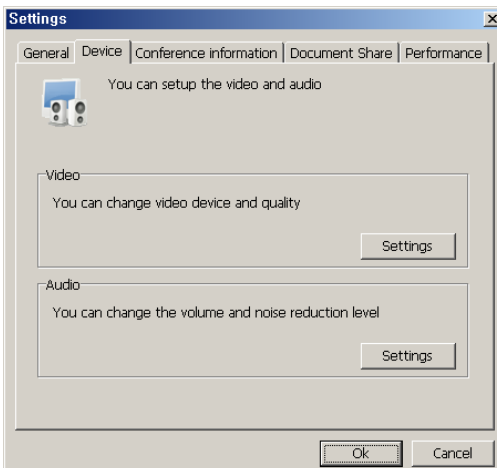 Settings
General Device Conference information Document Share Performance
You can setup the video and audio
Video
You can change video device and quality
Settings
Audio
You can change the volume and noise reduction level
Settings
Ok Cancel